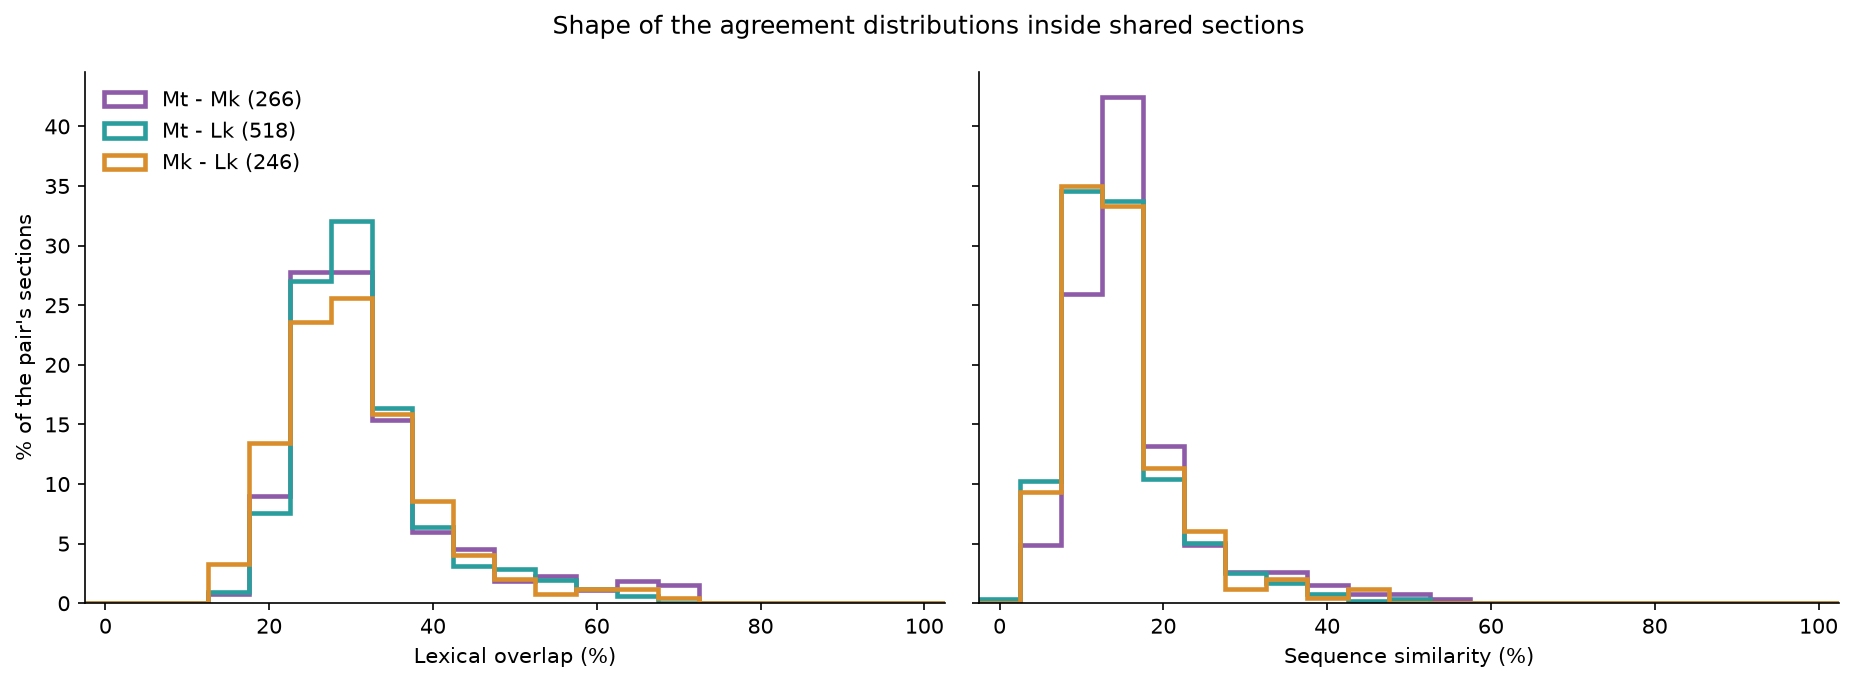 Shape of the agreement distributions inside shared sections
Mt - Mk (266)
Mt - Lk (518)
Mk - Lk (246)
% of the pair's sections
40
35
30
25
20
15
10
5
0
0 20 40 60 80 100
Lexical overlap (%)
0 20 40 60 80 100
Sequence similarity (%)